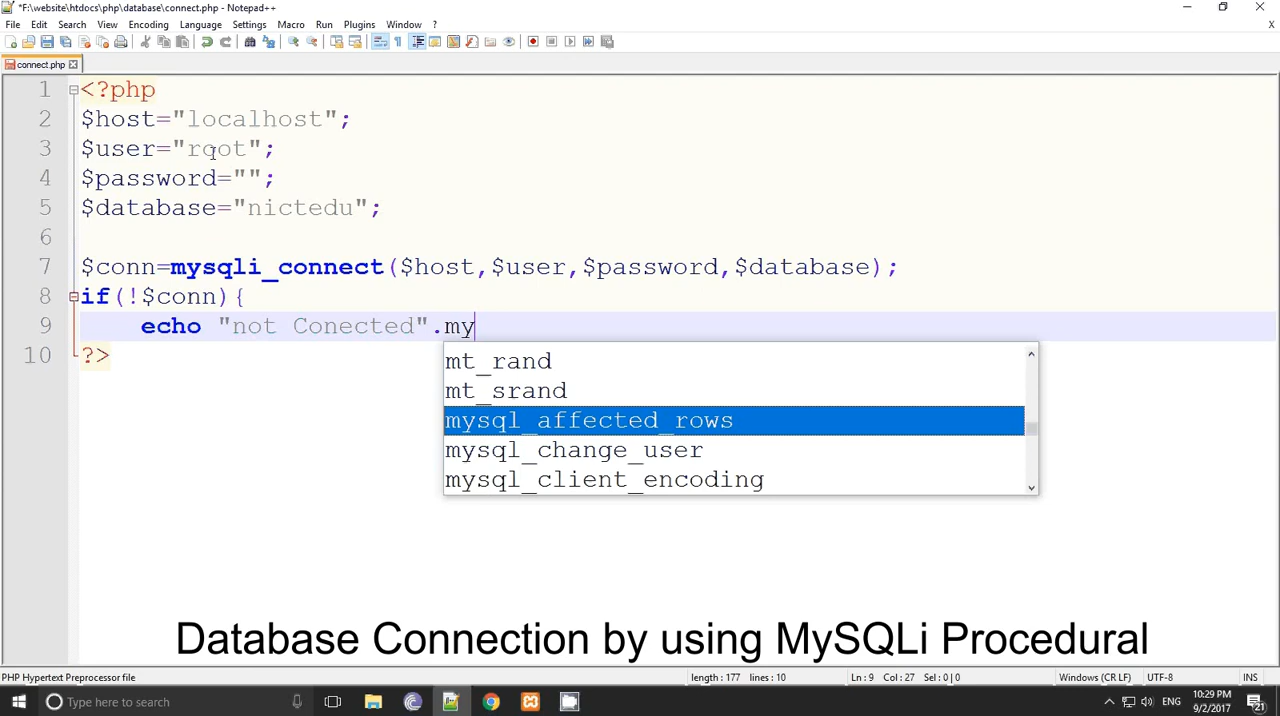 *F:\website\htdocs\php\database\connect.php - Notepad++
File Edit Search View Encoding Language Settings Macro Run Plugins Window ?
X
connect.php
1 <?php
2 $host="localhost";
3 $user="root";
4 $password="";
5 $database="nictedu";
6
7 $conn=mysqli_connect($host,$user,$password,$database);
8 if(!$conn){
9 echo "not Conected".my
10 ?>
mt_rand
mt_srand
mysql_affected_rows
mysql_change_user
mysql_client_encoding
Database Connection by using MySQLi Procedural
PHP Hypertext Preprocessor file length : 177 lines : 10 Ln : 9 Col : 27 Sel : 0 | 0 Windows (CR LF) UTF-8 INS
Type here to search
ENG
10:29 PM
9/2/2017
21